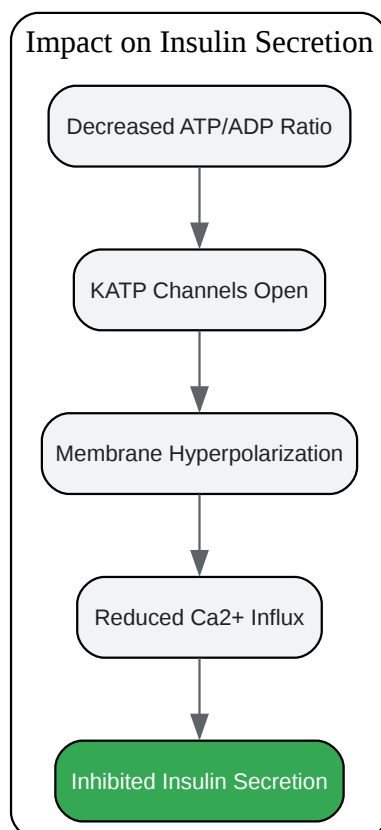 Impact on Insulin Secretion
Decreased ATP/ADP Ratio
KATP Channels Open
Membrane Hyperpolarization
Reduced Ca2+ Influx
Inhibited Insulin Secretion